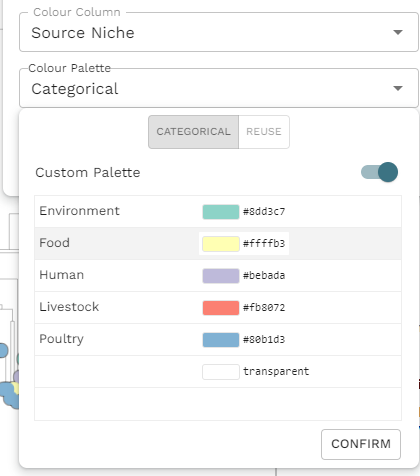 Colour Column
Source Niche
Colour Palette
Categorical
CATEGORICAL REUSE
Custom Palette
Environment #8dd3c7
Food #ffffb3
Human #bebada
Livestock #fb8072
Poultry #80b1d3
transparent
CONFIRM